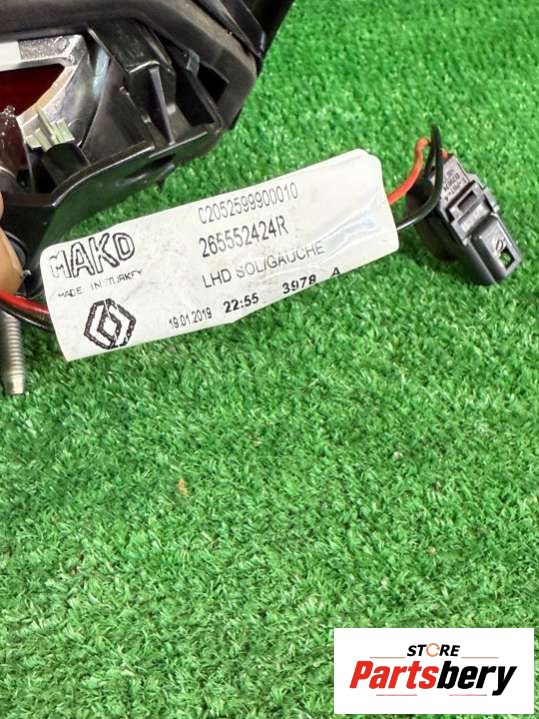 C2052599900010
MAKO
265552424R
MADE IN TURKEY
LHD SOL/GAUCHE
19.01.2019 22:55 3978 A
STORE
Partsbery